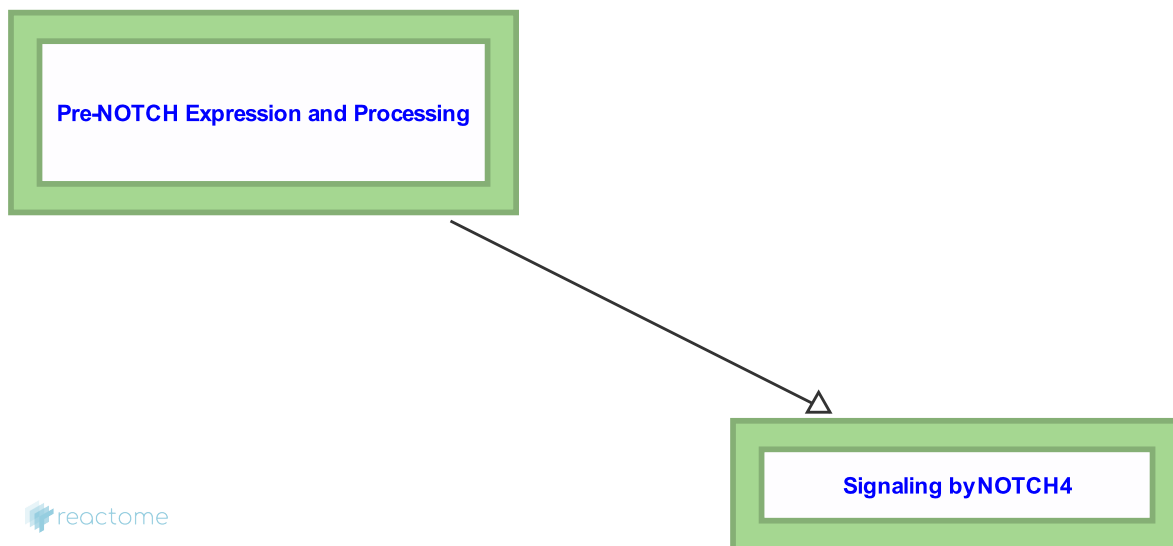 Pre-NOTCH Expression and Processing
Signaling by NOTCH4
reactome